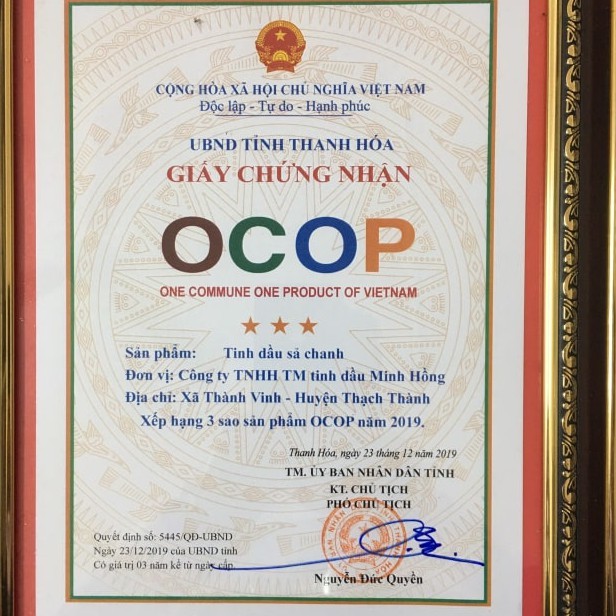 CỘNG HÒA XÃ HỘI CHỦ NGHĨA VIỆT NAM
Độc lập - Tự do - Hạnh phúc
UBND TỈNH THANH HÓA
GIẤY CHỨNG NHẬN
OCOP
ONE COMMUNE ONE PRODUCT OF VIETNAM
Sản phẩm: Tinh dầu sả chanh
Đơn vị: Công ty TNHH TM tinh dầu Minh Hồng
Địa chỉ: Xã Thành Vinh - Huyện Thạch Thành
Xếp hạng 3 sao sản phẩm OCOP năm 2019.
Thanh Hóa, ngày 23 tháng 12 năm 2019
TM. ỦY BAN NHÂN DÂN TỈNH
KT. CHỦ TỊCH
PHÓ CHỦ TỊCH
Quyết định số: 5445/QĐ-UBND
Ngày 23/12/2019 của UBND tỉnh
Có giá trị 03 năm kể từ ngày cấp.
Nguyễn Đức Quyền